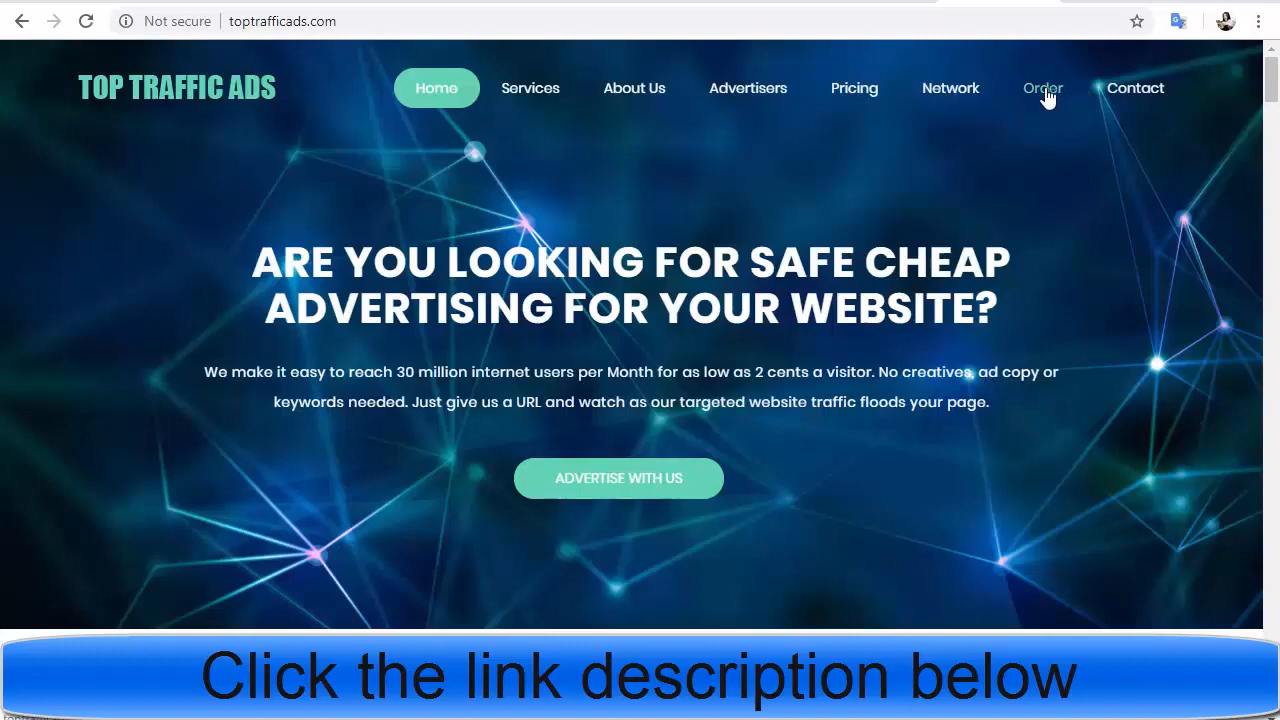 Not secure
toptrafficads.com
TOP TRAFFIC ADS
Home Services About Us Advertisers Pricing Network Order Contact
ARE YOU LOOKING FOR SAFE CHEAP
ADVERTISING FOR YOUR WEBSITE?
We make it easy to reach 30 million internet users per Month for as low as 2 cents a visitor. No creatives, ad copy or
keywords needed. Just give us a URL and watch as our targeted website traffic floods your page.
ADVERTISE WITH US
Click the link description below